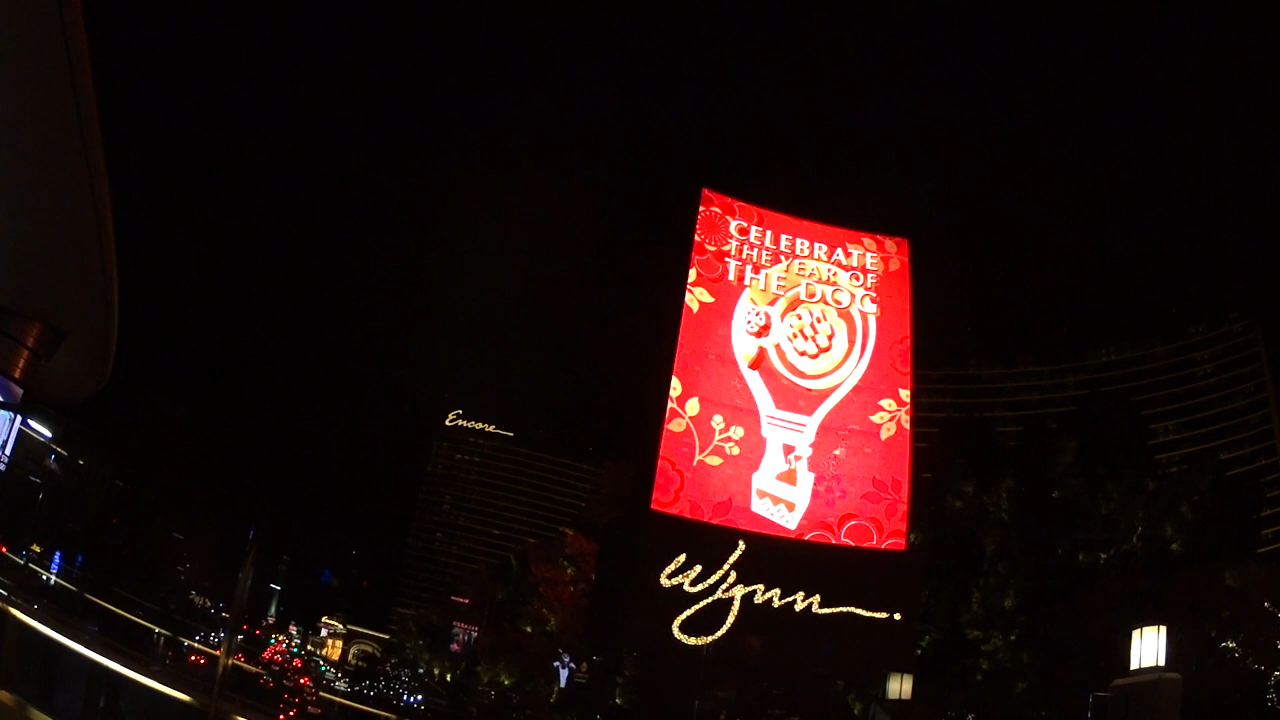 CELEBRATE
THE YEAR OF
THE DOG
Encore
Wynn.